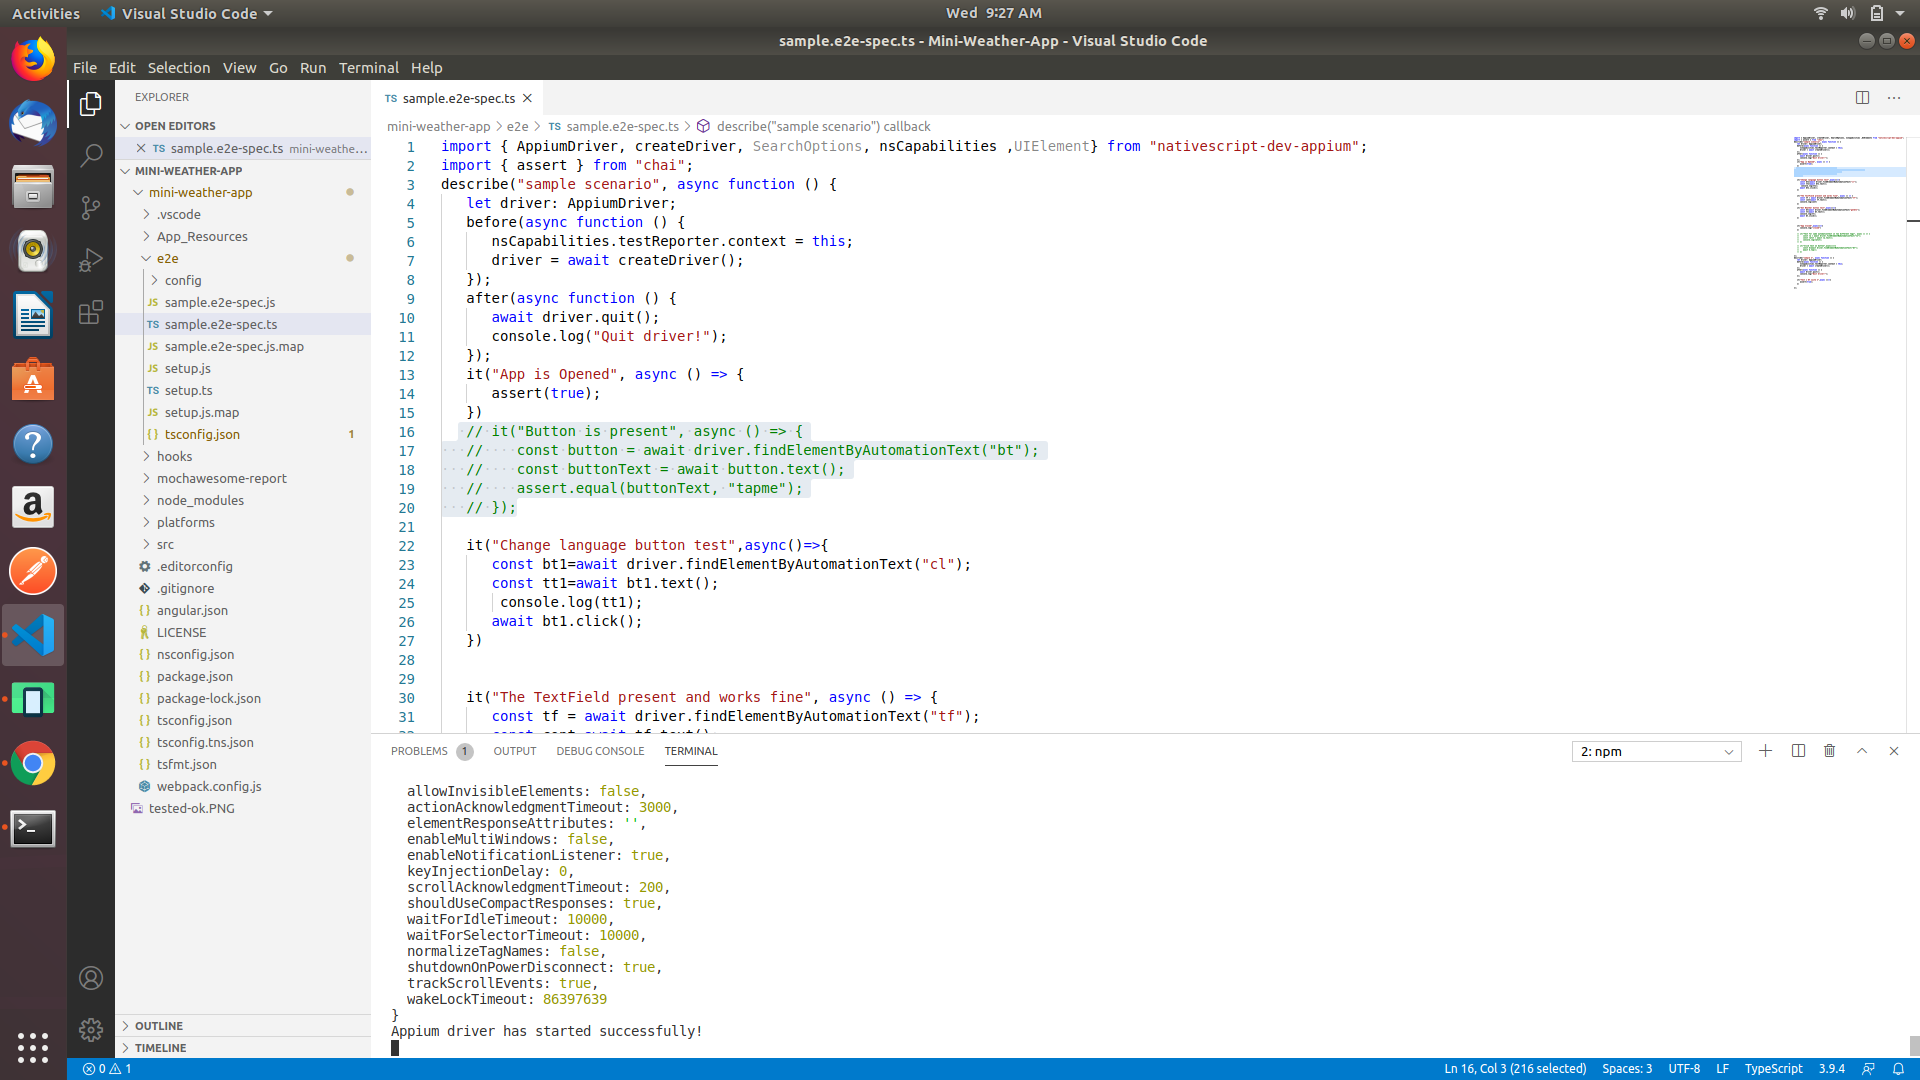 Activities
Visual Studio Code
Wed 9:27 AM
sample.e2e-spec.ts - Mini-Weather-App - Visual Studio Code
File Edit Selection View Go Run Terminal Help
EXPLORER
OPEN EDITORS
TS sample.e2e-spec.ts mini-weathe...
MINI-WEATHER-APP
mini-weather-app
.vscode
App_Resources
e2e
config
JS sample.e2e-spec.js
TS sample.e2e-spec.ts
JS sample.e2e-spec.js.map
JS setup.js
TS setup.ts
JS setup.js.map
{} tsconfig.json 1
hooks
mochawesome-report
node_modules
platforms
src
.editorconfig
.gitignore
{} angular.json
LICENSE
{} nsconfig.json
{} package.json
{} package-lock.json
{} tsconfig.json
{} tsconfig.tns.json
{} tsfmt.json
webpack.config.js
tested-ok.PNG
OUTLINE
TIMELINE
TS sample.e2e-spec.ts
mini-weather-app > e2e > TS sample.e2e-spec.ts > describe("sample scenario") callback
1 import { AppiumDriver, createDriver, SearchOptions, nsCapabilities ,UIElement} from "nativescript-dev-appium";
2 import { assert } from "chai";
3 describe("sample scenario", async function () {
4 let driver: AppiumDriver;
5 before(async function () {
6 nsCapabilities.testReporter.context = this;
7 driver = await createDriver();
8 });
9 after(async function () {
10 await driver.quit();
11 console.log("Quit driver!");
12 });
13 it("App is Opened", async () => {
14 assert(true);
15 })
16 // it("Button is present", async () => {
17 // const button = await driver.findElementByAutomationText("bt");
18 // const buttonText = await button.text();
19 // assert.equal(buttonText, "tapme");
20 // });
21
22 it("Change language button test",async()=>{
23 const bt1=await driver.findElementByAutomationText("cl");
24 const tt1=await bt1.text();
25 console.log(tt1);
26 await bt1.click();
27 })
28
29
30 it("The TextField present and works fine", async () => {
31 const tf = await driver.findElementByAutomationText("tf");
PROBLEMS 1 OUTPUT DEBUG CONSOLE TERMINAL
2: npm
allowInvisibleElements: false,
actionAcknowledgmentTimeout: 3000,
elementResponseAttributes: '',
enableMultiWindows: false,
enableNotificationListener: true,
keyInjectionDelay: 0,
scrollAcknowledgmentTimeout: 200,
shouldUseCompactResponses: true,
waitForIdleTimeout: 10000,
waitForSelectorTimeout: 10000,
normalizeTagNames: false,
shutdownOnPowerDisconnect: true,
trackScrollEvents: true,
wakeLockTimeout: 86397639
}
Appium driver has started successfully!
0 1
Ln 16, Col 3 (216 selected) Spaces: 3 UTF-8 LF TypeScript 3.9.4